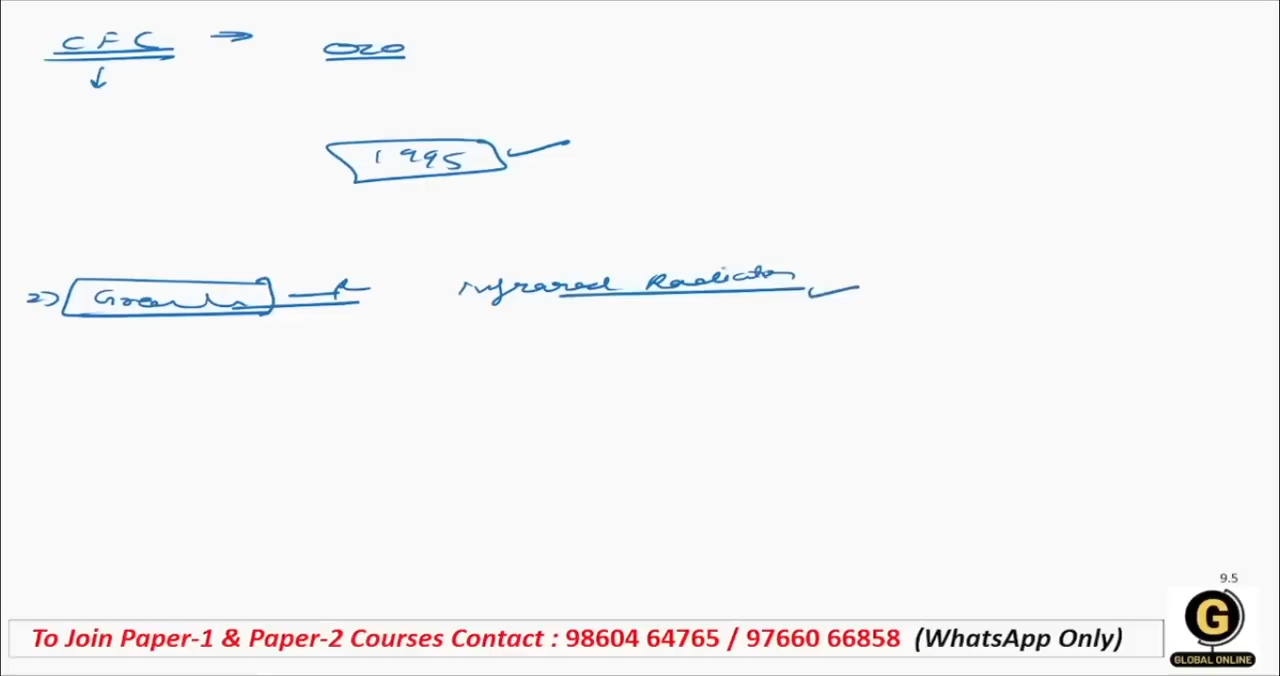 CFC → ozo
↓
1995
2) Infrared Radiation
9.5
To Join Paper-1 & Paper-2 Courses Contact : 98604 64765 / 97660 66858 (WhatsApp Only)
G
GLOBAL ONLINE